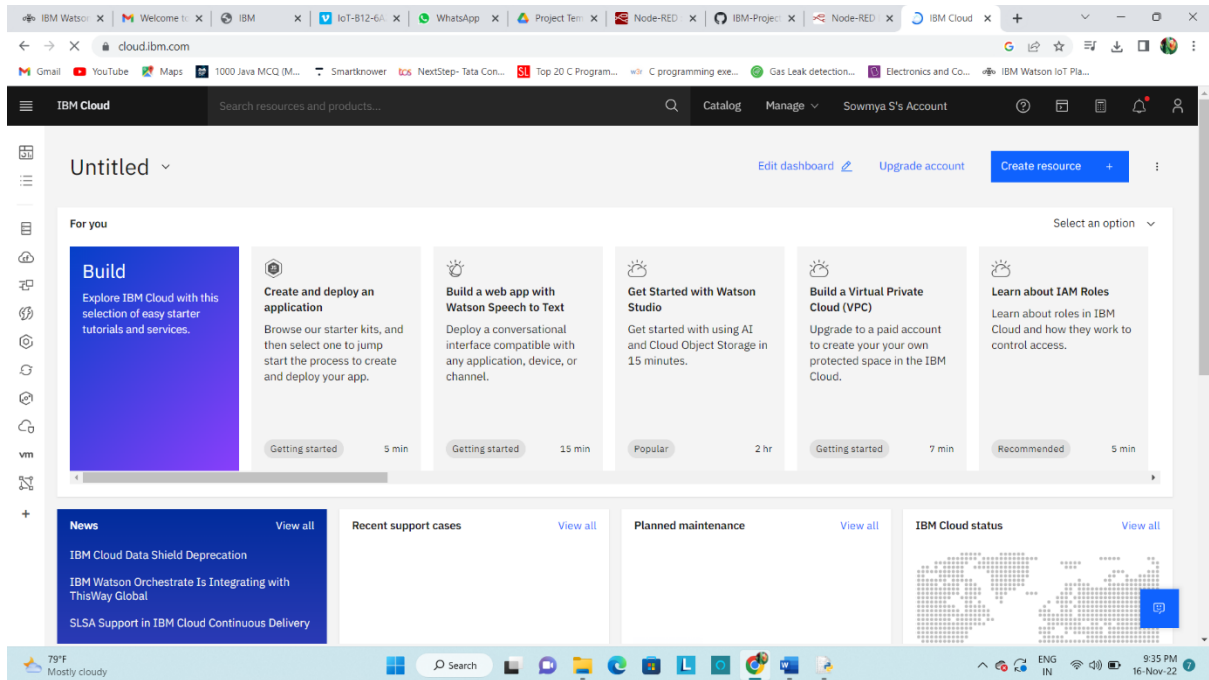 IBM Watson
Welcome to
IBM
IoT-B12-6A
WhatsApp
Project Tem
Node-RED
IBM-Project
Node-RED
IBM Cloud
cloud.ibm.com
Gmail
YouTube
Maps
1000 Java MCQ (M...
Smartknower
tcs
NextStep- Tata Con...
SL
Top 20 C Program...
C programming exe...
Gas Leak detection...
Electronics and Co...
IBM Watson IoT Pla...
IBM Cloud
Search resources and products...
Catalog
Manage
Sowmya S's Account
Untitled
Edit dashboard
Upgrade account
Create resource +
For you
Select an option
Build
Explore IBM Cloud with this
selection of easy starter
tutorials and services.
Create and deploy an
application
Browse our starter kits, and
then select one to jump
start the process to create
and deploy your app.
Getting started
5 min
Build a web app with
Watson Speech to Text
Deploy a conversational
interface compatible with
any application, device, or
channel.
Getting started
15 min
Get Started with Watson
Studio
Get started with using AI
and Cloud Object Storage in
15 minutes.
Popular
2 hr
Build a Virtual Private
Cloud (VPC)
Upgrade to a paid account
to create your your own
protected space in the IBM
Cloud.
Getting started
7 min
Learn about IAM Roles
Learn about roles in IBM
Cloud and how they work to
control access.
Recommended
5 min
vm
News
View all
IBM Cloud Data Shield Deprecation
IBM Watson Orchestrate Is Integrating with
ThisWay Global
SLSA Support in IBM Cloud Continuous Delivery
Recent support cases
View all
Planned maintenance
View all
IBM Cloud status
View all
79°F
Mostly cloudy
Search
L
ENG
IN
9:35 PM
16-Nov-22
7